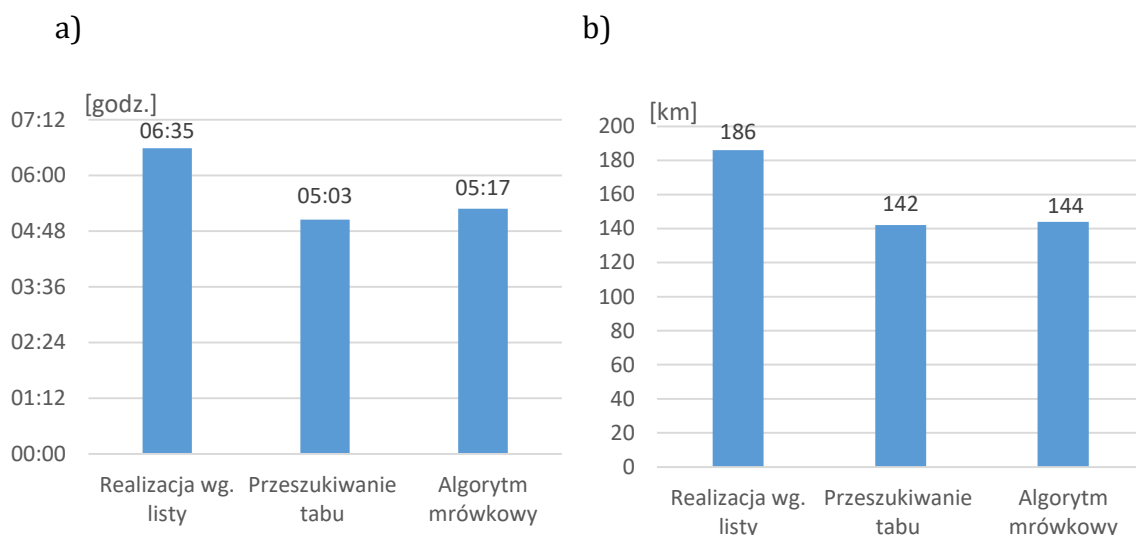 a)
[godz.]
07:12
06:00
04:48
03:36
02:24
01:12
00:00
06:35
05:03
05:17
Realizacja wg.
listy
Przeszukiwanie
tabu
Algorytm
mrówkowy
b)
[km]
200
180
160
140
120
100
80
60
40
20
0
186
142
144
Realizacja wg.
listy
Przeszukiwanie
tabu
Algorytm
mrówkowy